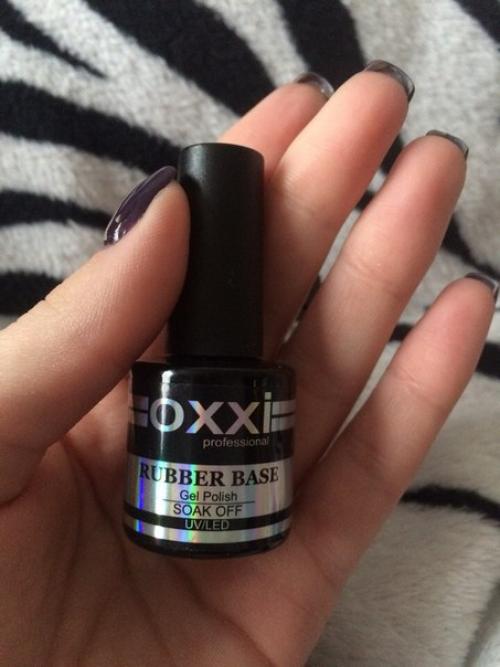 OXXI
professional
RUBBER BASE
Gel Polish
SOAK OFF
UV/LED